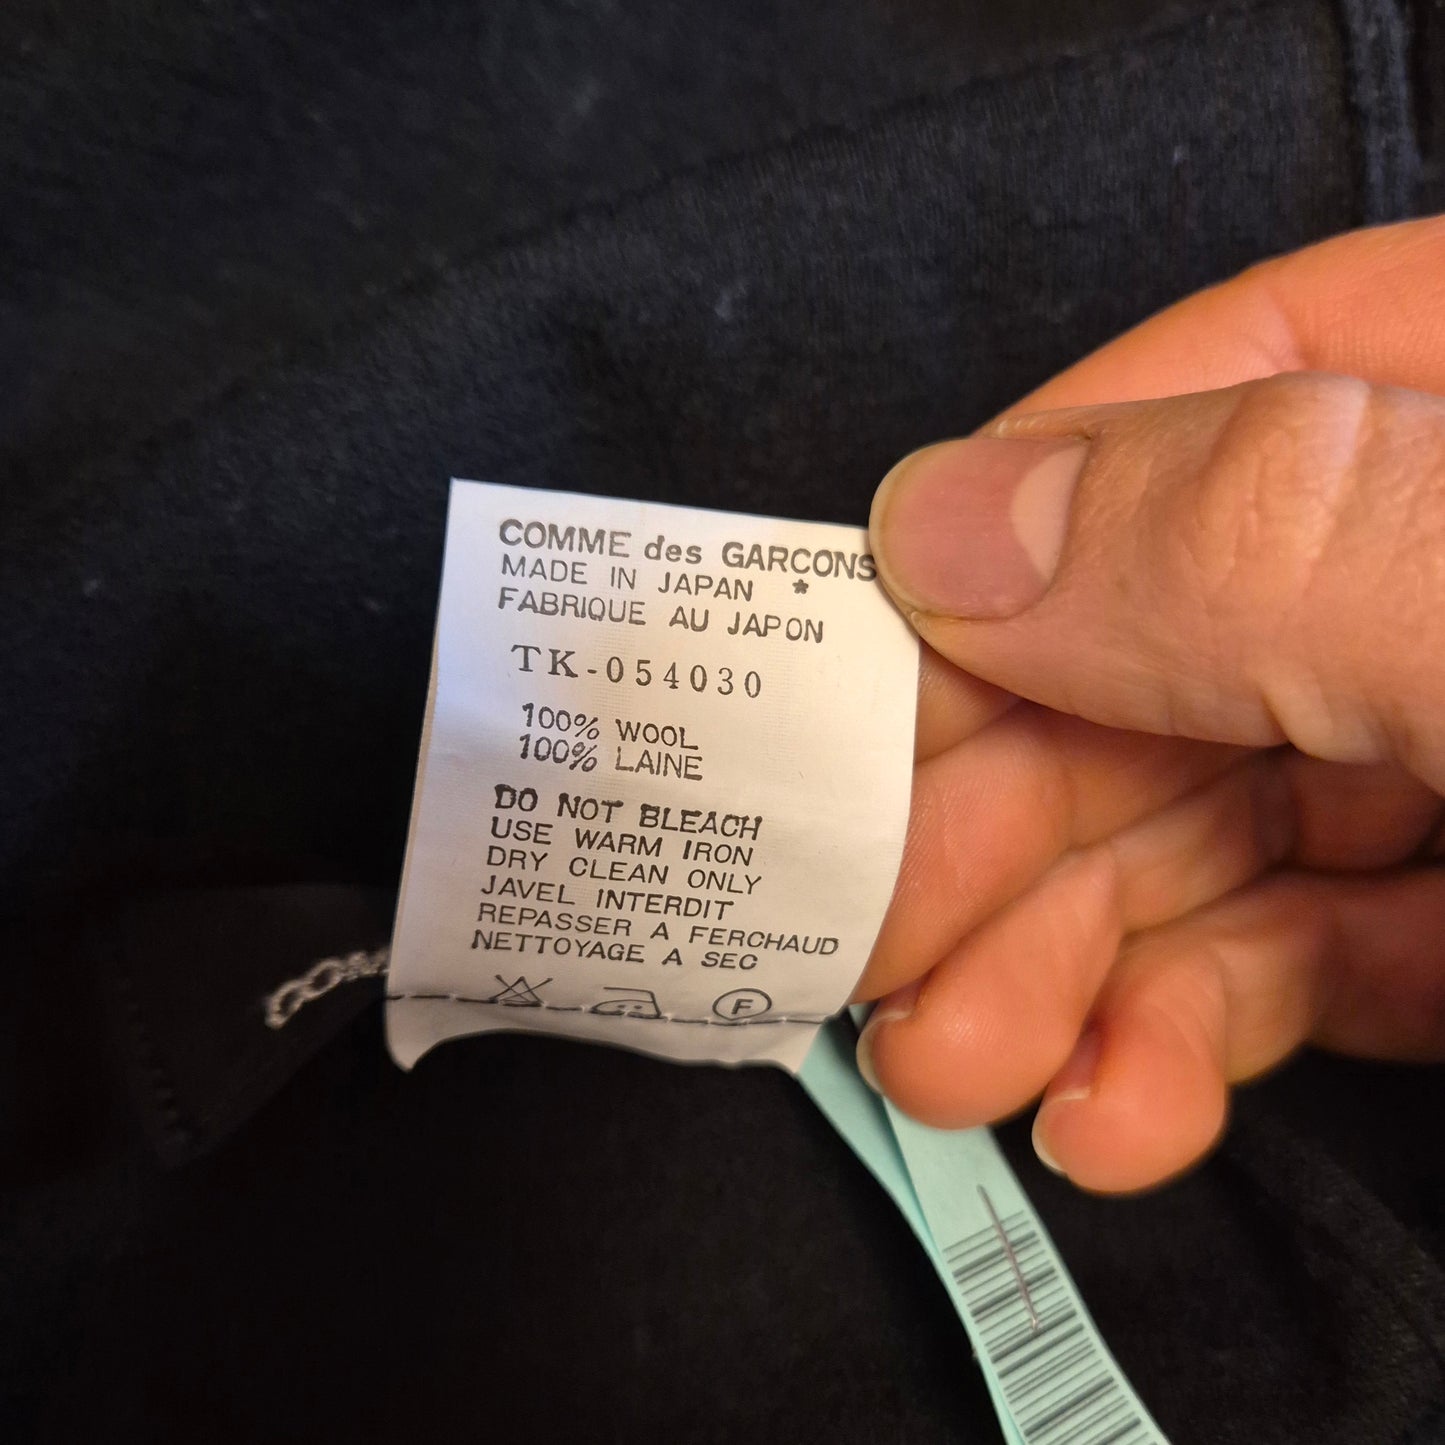 COMME des GARCONS
MADE IN JAPAN *
FABRIQUE AU JAPON
TK-054030
100% WOOL
100% LAINE
DO NOT BLEACH
USE WARM IRON
DRY CLEAN ONLY
JAVEL INTERDIT
REPASSER A FERCHAUD
NETTOYAGE A SEC
F